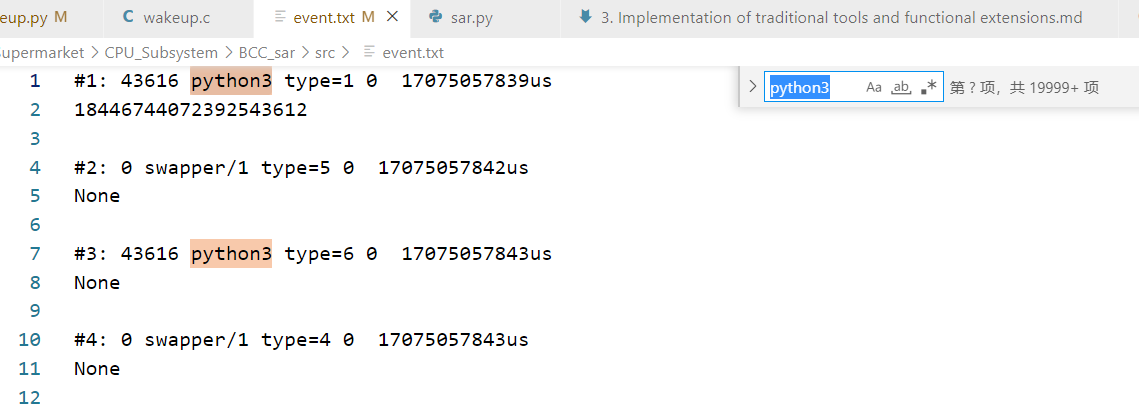 eup.py M
C wakeup.c
event.txt M
sar.py
3. Implementation of traditional tools and functional extensions.md
upermarket > CPU_Subsystem > BCC_sar > src > event.txt
python3 Aa ab .* 第 ? 项，共 19999+ 项
1 #1: 43616 python3 type=1 0  17075057839us
2 18446744072392543612
3
4 #2: 0 swapper/1 type=5 0  17075057842us
5 None
6
7 #3: 43616 python3 type=6 0  17075057843us
8 None
9
10 #4: 0 swapper/1 type=4 0  17075057843us
11 None
12